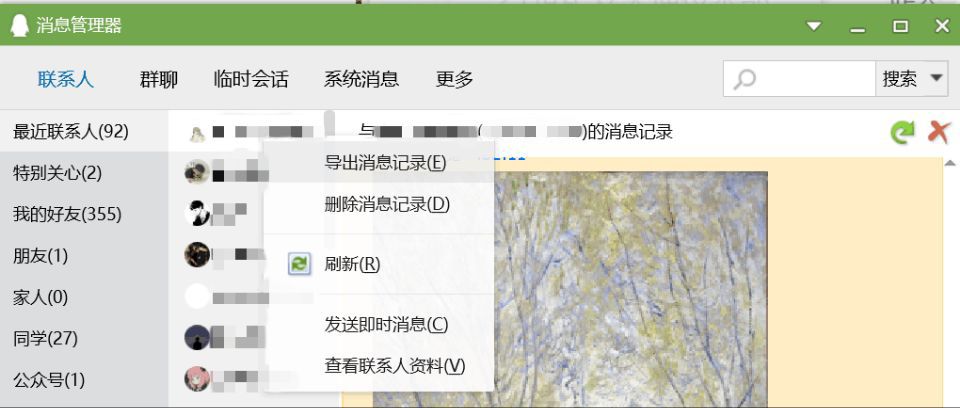 消息管理器
联系人 群聊 临时会话 系统消息 更多 搜索
最近联系人(92)
与 ( )的消息记录
特别关心(2)
我的好友(355)
朋友(1)
家人(0)
同学(27)
公众号(1)
导出消息记录(E)
删除消息记录(D)
刷新(R)
发送即时消息(C)
查看联系人资料(V)